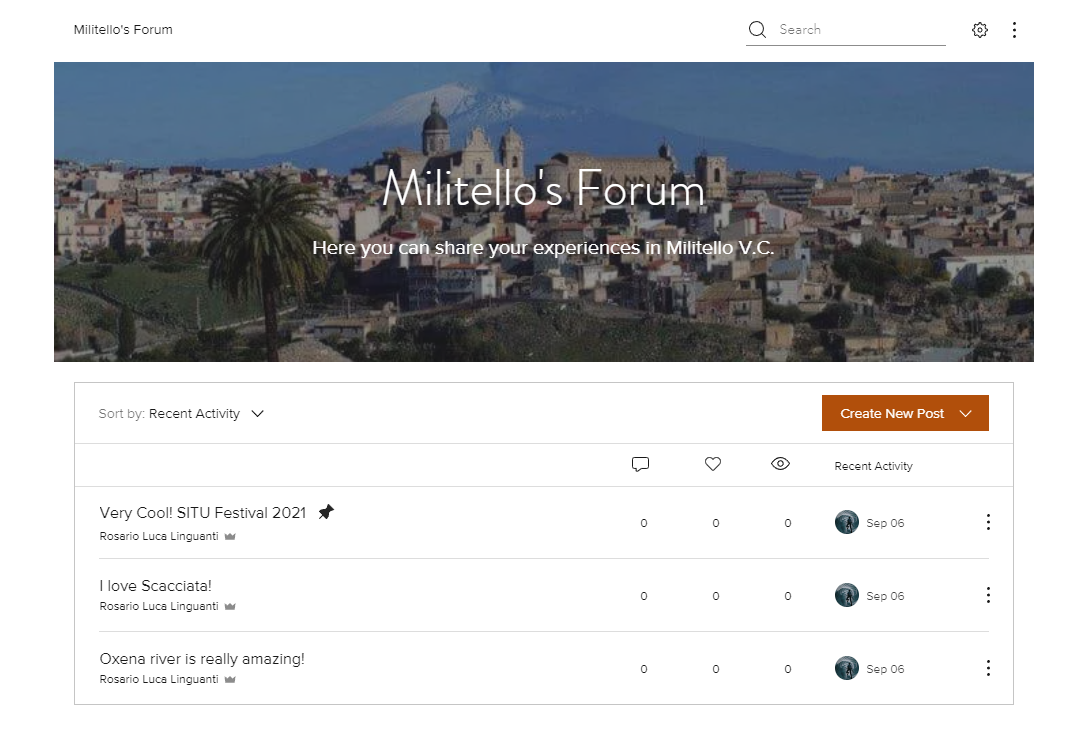 Militello's Forum
Search
Militello's Forum
Here you can share your experiences in Militello V.C.
Sort by: Recent Activity
Create New Post
Recent Activity
Very Cool! SITU Festival 2021
Rosario Luca Linguanti
0 0 0 Sep 06
I love Scacciata!
Rosario Luca Linguanti
0 0 0 Sep 06
Oxena river is really amazing!
Rosario Luca Linguanti
0 0 0 Sep 06